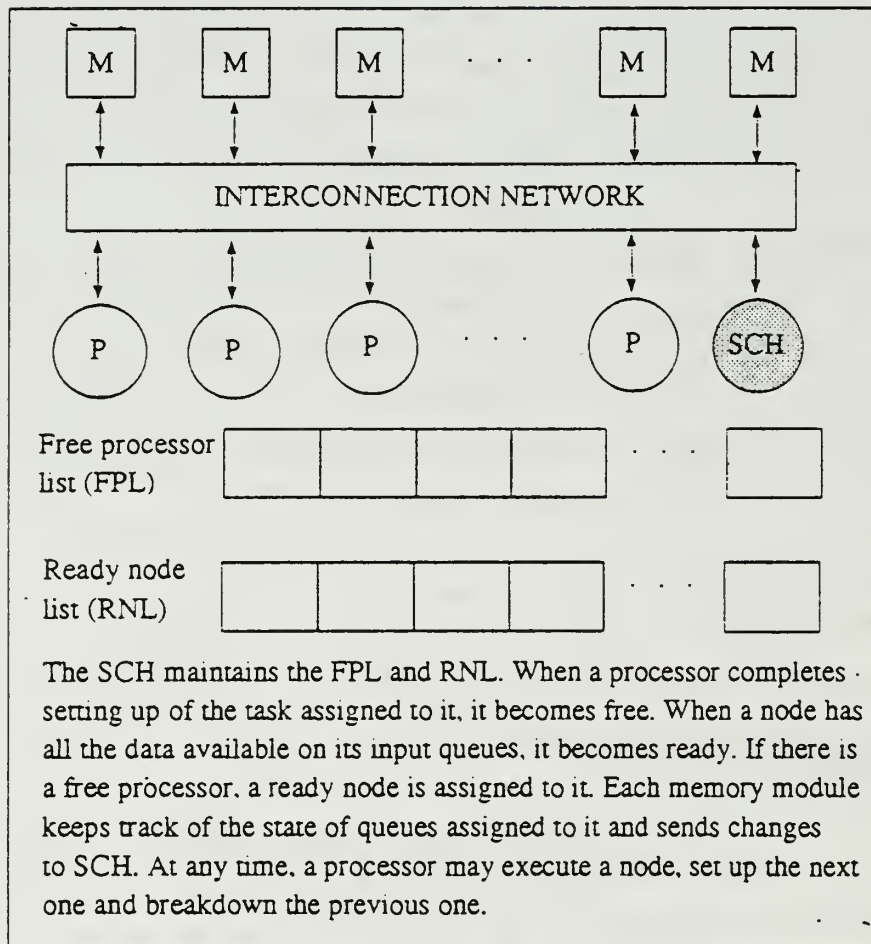 M M M · · · M M
INTERCONNECTION NETWORK
P P P · · · P SCH
Free processor
list (FPL)
· · ·
Ready node
list (RNL)
· · ·
The SCH maintains the FPL and RNL. When a processor completes
setting up of the task assigned to it, it becomes free. When a node has
all the data available on its input queues, it becomes ready. If there is
a free processor, a ready node is assigned to it. Each memory module
keeps track of the state of queues assigned to it and sends changes
to SCH. At any time, a processor may execute a node, set up the next
one and breakdown the previous one.